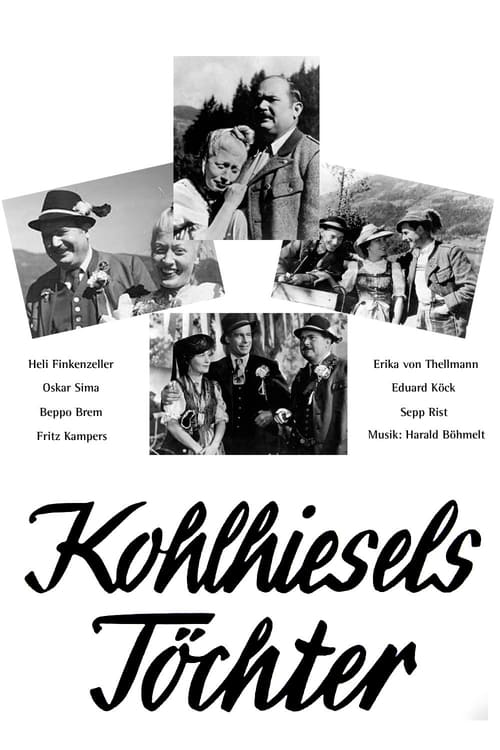 Heli Finkenzeller
Oskar Sima
Beppo Brem
Fritz Kampers
Erika von Thellmann
Eduard Köck
Sepp Rist
Musik: Harald Böhmelt
Kohlhiesels
Töchter